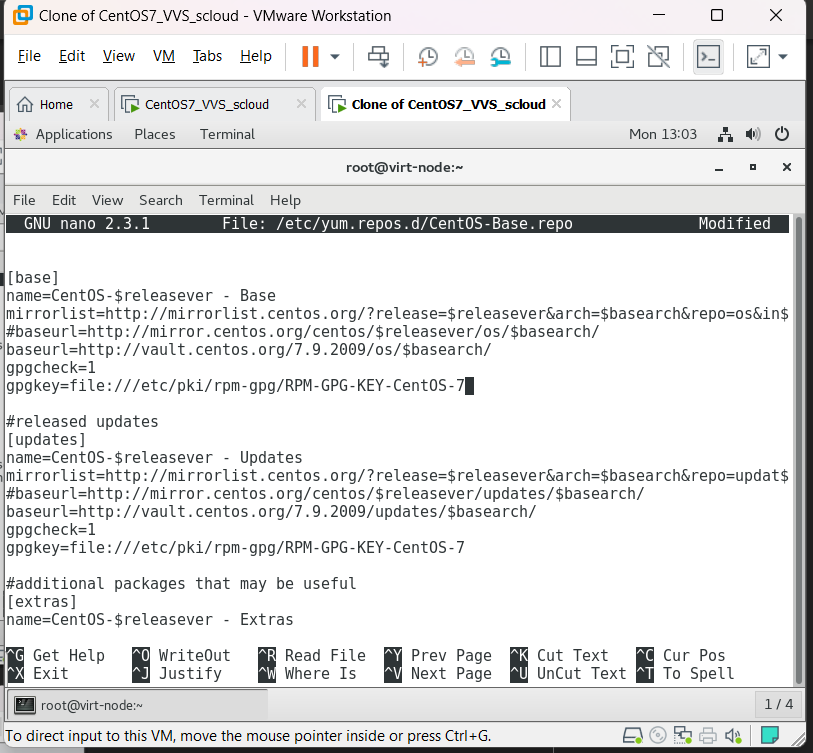 Clone of CentOS7_VVS_scloud - VMware Workstation
File Edit View VM Tabs Help
Home CentOS7_VVS_scloud Clone of CentOS7_VVS_scloud
Applications Places Terminal Mon 13:03
root@virt-node:~
File Edit View Search Terminal Help
GNU nano 2.3.1 File: /etc/yum.repos.d/CentOS-Base.repo Modified
[base]
name=CentOS-$releasever - Base
mirrorlist=http://mirrorlist.centos.org/?release=$releasever&arch=$basearch&repo=os&in$
#baseurl=http://mirror.centos.org/centos/$releasever/os/$basearch/
baseurl=http://vault.centos.org/7.9.2009/os/$basearch/
gpgcheck=1
gpgkey=file:///etc/pki/rpm-gpg/RPM-GPG-KEY-CentOS-7
#released updates
[updates]
name=CentOS-$releasever - Updates
mirrorlist=http://mirrorlist.centos.org/?release=$releasever&arch=$basearch&repo=updat$
#baseurl=http://mirror.centos.org/centos/$releasever/updates/$basearch/
baseurl=http://vault.centos.org/7.9.2009/updates/$basearch/
gpgcheck=1
gpgkey=file:///etc/pki/rpm-gpg/RPM-GPG-KEY-CentOS-7
#additional packages that may be useful
[extras]
name=CentOS-$releasever - Extras
^G Get Help ^O WriteOut ^R Read File ^Y Prev Page ^K Cut Text ^C Cur Pos
^X Exit ^J Justify ^W Where Is ^V Next Page ^U UnCut Text ^T To Spell
root@virt-node:~ 1 / 4
To direct input to this VM, move the mouse pointer inside or press Ctrl+G.